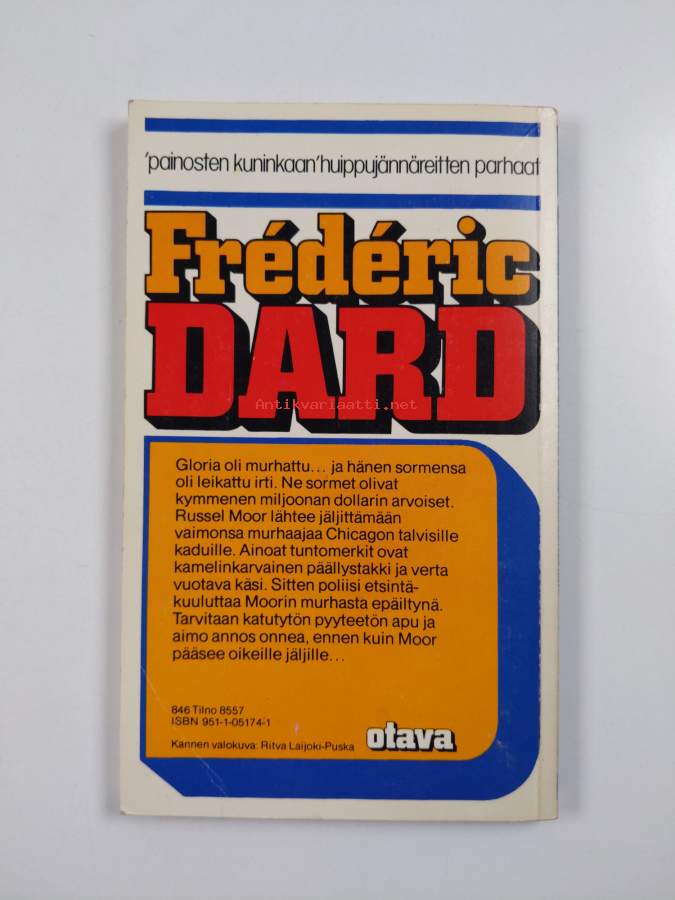 'painosten kuninkaan' huippujännäreitten parhaat
Frédéric
DARD
Antikvariaatti.net
Gloria oli murhattu... ja hänen sormensa
oli leikattu irti. Ne sormet olivat
kymmenen miljoonan dollarin arvoiset.
Russel Moor lähtee jäljittämään
vaimonsa murhaajaa Chicagon talvisille
kaduille. Ainoat tuntomerkit ovat
kamelinkarvainen päällystakki ja verta
vuotava käsi. Sitten poliisi etsintä-
kuuluttaa Moorin murhasta epäiltynä.
Tarvitaan katutytön pyyteetön apu ja
aimo annos onnea, ennen kuin Moor
pääsee oikeille jäljille...
846 Tilno 8557
ISBN 951-1-05174-1
Kannen valokuva: Ritva Laijoki-Puska
otava